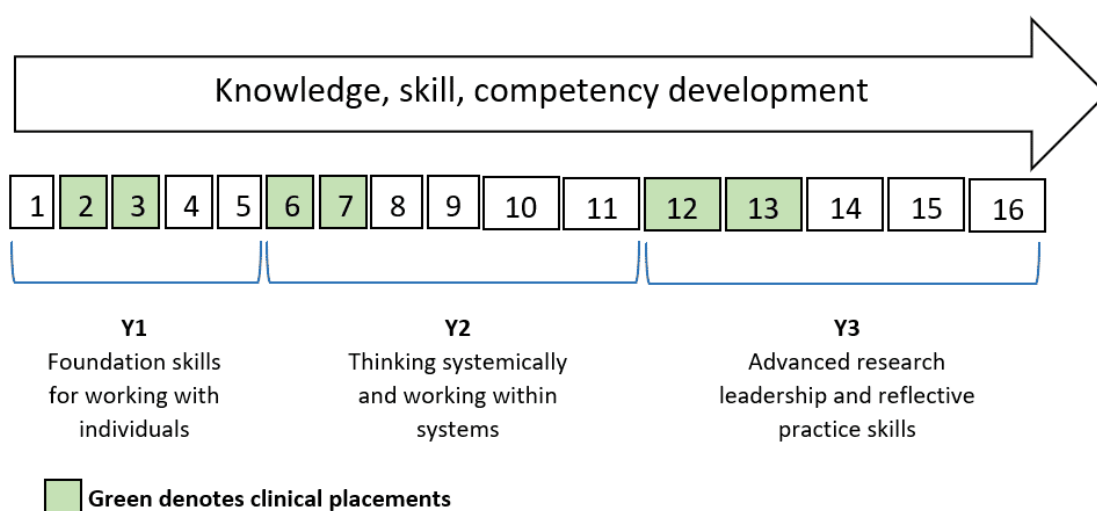 Knowledge, skill, competency development
1 2 3 4 5 6 7 8 9 10 11 12 13 14 15 16
Y1
Foundation skills
for working with
individuals
Y2
Thinking systemically
and working within
systems
Y3
Advanced research
leadership and reflective
practice skills
Green denotes clinical placements